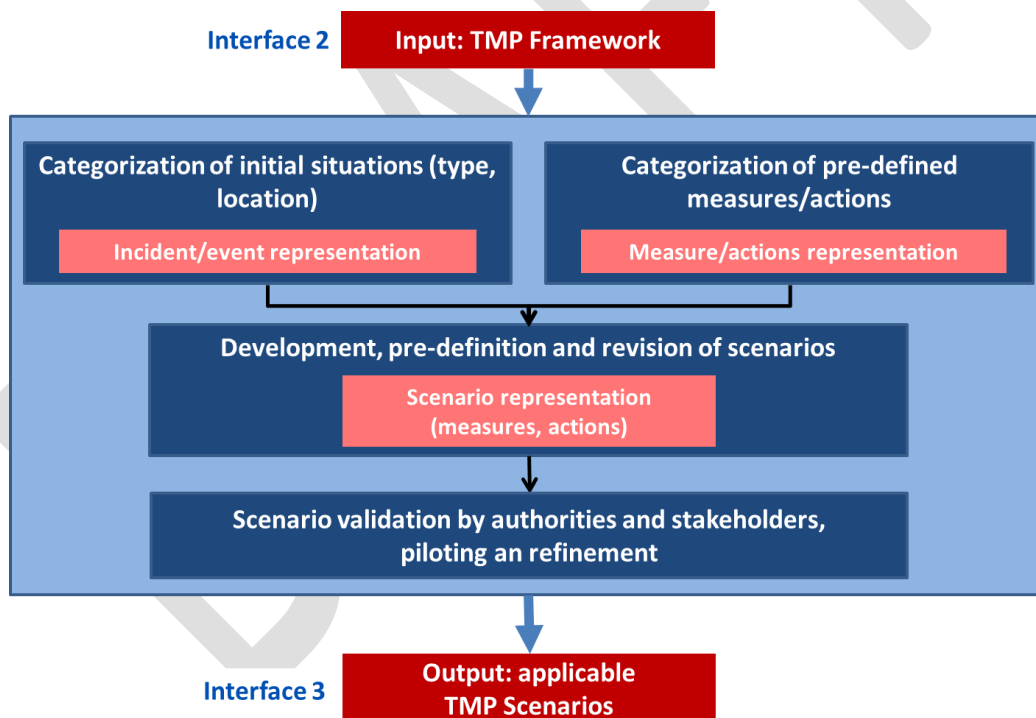 Interface 2
Input: TMP Framework
Categorization of initial situations (type,
location)
Incident/event representation
Categorization of pre-defined
measures/actions
Measure/actions representation
Development, pre-definition and revision of scenarios
Scenario representation
(measures, actions)
Scenario validation by authorities and stakeholders,
piloting an refinement
Interface 3
Output: applicable
TMP Scenarios